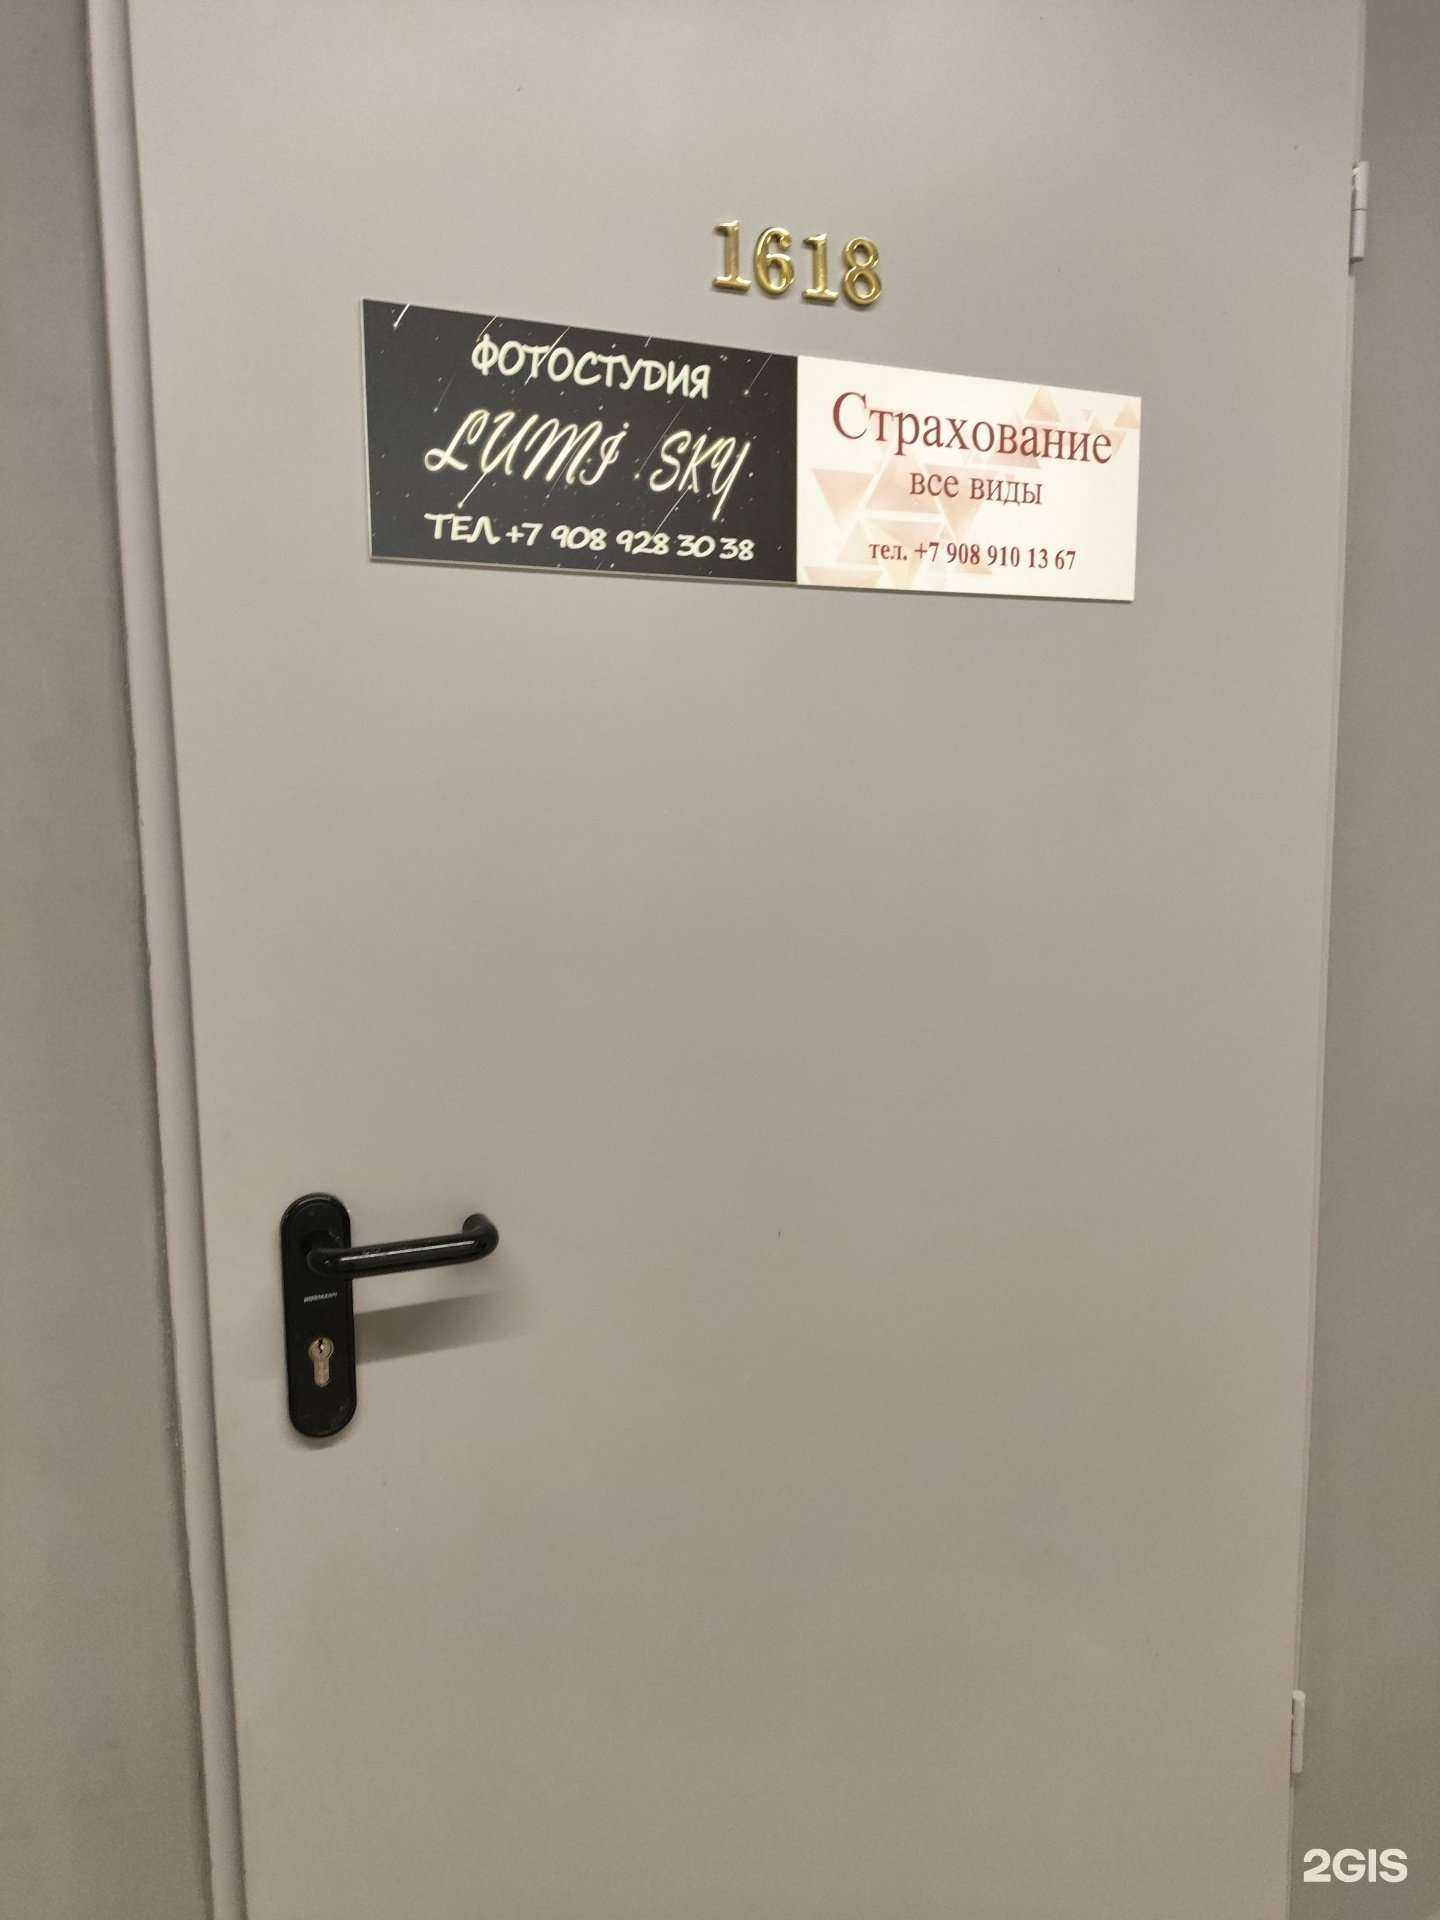 1618
ФОТОСТУДИЯ
LUMI SKY
ТЕЛ +7 908 928 30 38
Страхование
все виды
тел. +7 908 910 13 67
2GIS